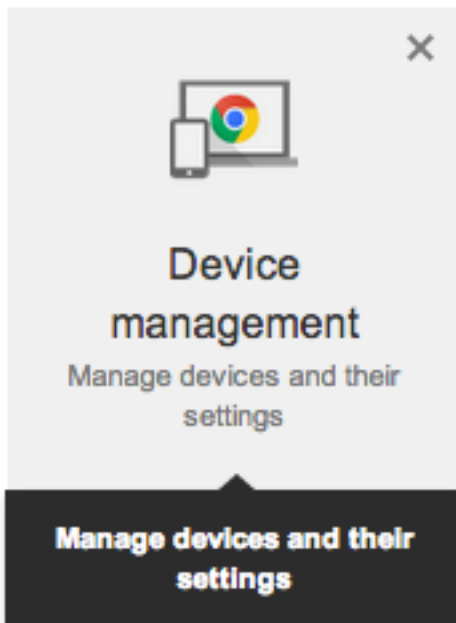 Device
management
Manage devices and their
settings
Manage devices and their
settings